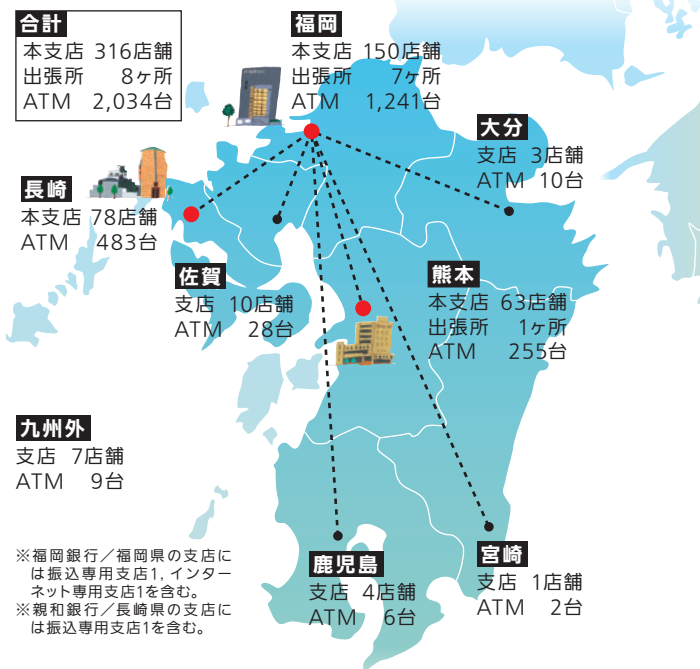 合計
本支店 316店舗
出張所 8ヶ所
ATM 2,034台
福岡
本支店 150店舗
出張所 7ヶ所
ATM 1,241台
大分
支店 3店舗
ATM 10台
長崎
本支店 78店舗
ATM 483台
佐賀
支店 10店舗
ATM 28台
熊本
本支店 63店舗
出張所 1ヶ所
ATM 255台
九州外
支店 7店舗
ATM 9台
※福岡銀行／福岡県の支店に
は振込専用支店1, インター
ネット専用支店1を含む。
※親和銀行／長崎県の支店に
は振込専用支店1を含む。
鹿児島
支店 4店舗
ATM 6台
宮崎
支店 1店舗
ATM 2台